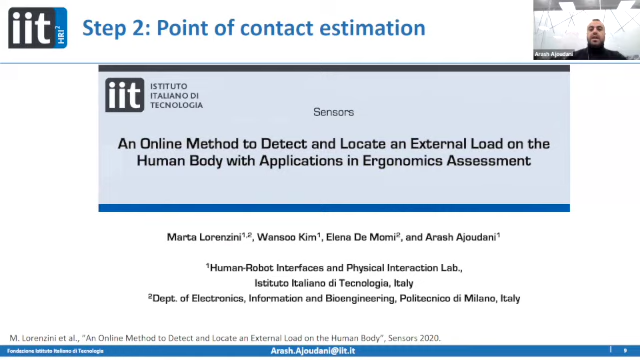 iit
HRI²
Step 2: Point of contact estimation
Arash Ajoudani
iit
ISTITUTO
ITALIANO DI
TECNOLOGIA
Sensors
An Online Method to Detect and Locate an External Load on the
Human Body with Applications in Ergonomics Assessment
Marta Lorenzini¹,², Wansoo Kim¹, Elena De Momi², and Arash Ajoudani¹
¹Human-Robot Interfaces and Physical Interaction Lab.,
Istituto Italiano di Tecnologia, Italy
²Dept. of Electronics, Information and Bioengineering, Politecnico di Milano, Italy
M. Lorenzini et al., "An Online Method to Detect and Locate an External Load on the Human Body", Sensors 2020.
Fondazione Istituto Italiano di Tecnologia
Arash.Ajoudani@iit.it
9